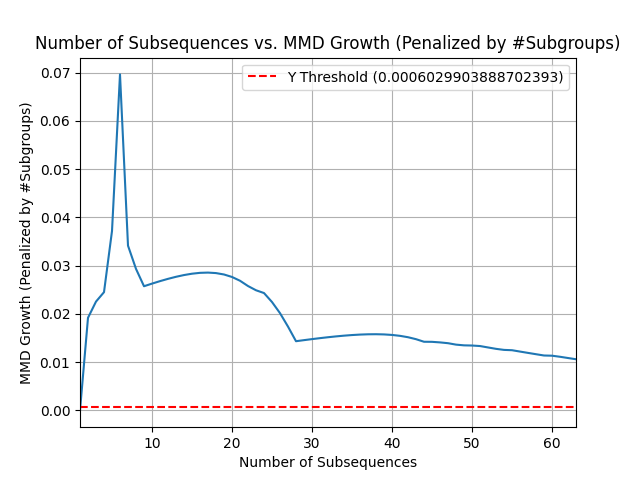 Number of Subsequences vs. MMD Growth (Penalized by #Subgroups)
Y Threshold (0.0006029903888702393)
MMD Growth (Penalized by #Subgroups)
0.07
0.06
0.05
0.04
0.03
0.02
0.01
0.00
10 20 30 40 50 60
Number of Subsequences